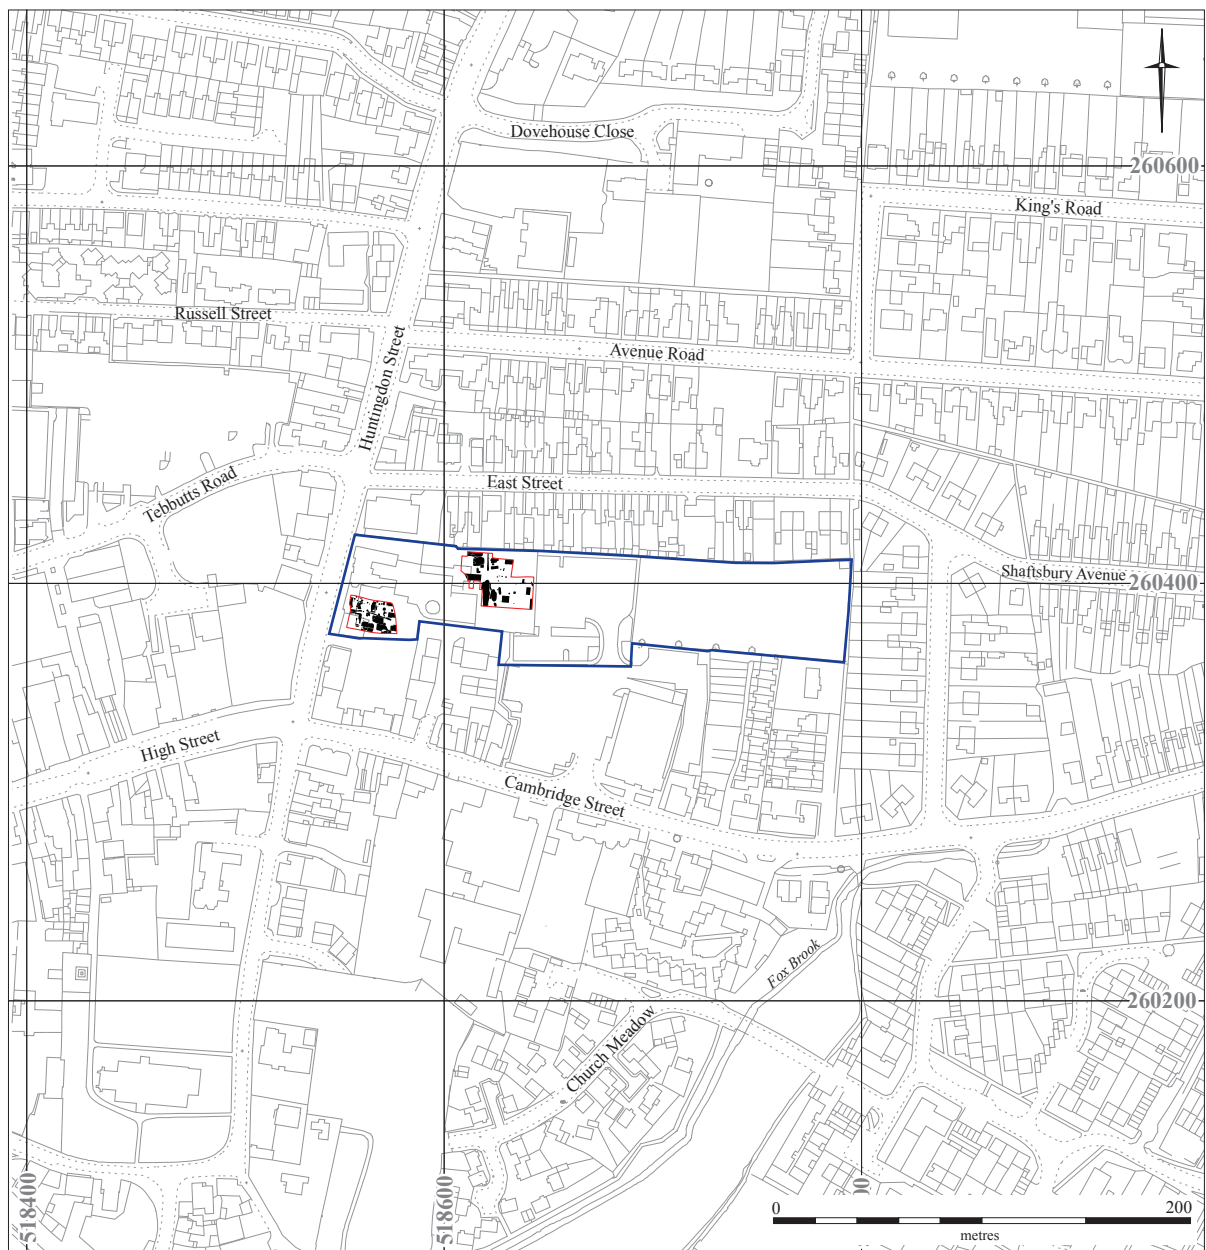 Dovehouse Close
260600
King's Road
Russell Street
Huntingdon Street
Avenue Road
Tebbutts Road
East Street
Shaftsbury Avenue
260400
High Street
Cambridge Street
Fox Brook
260200
Church Meadow
518400
518600
0
200
metres